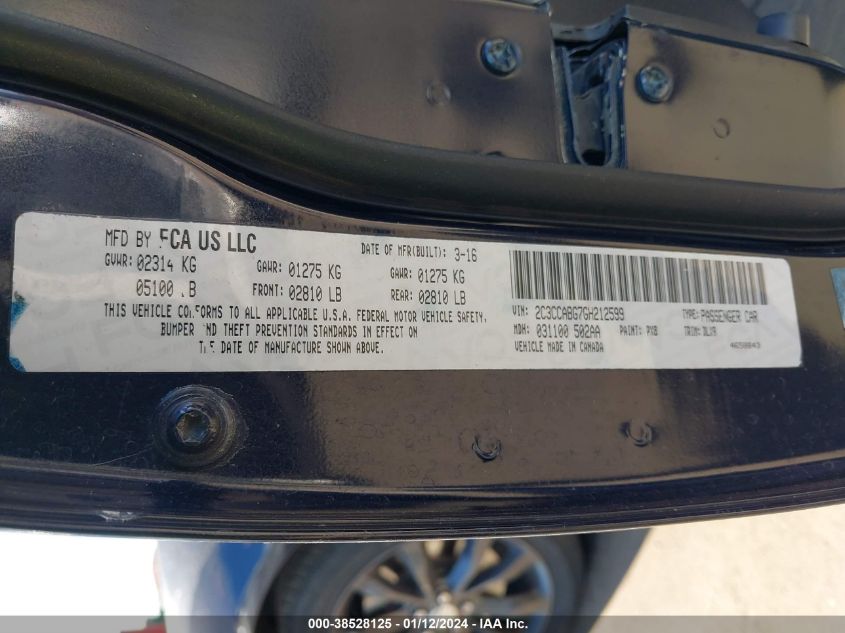 MFD BY FCA US LLC
DATE OF MFR(BUILT): 3-16
GVWR: 02314 KG GAWR: 01275 KG GAWR: 01275 KG
05100 LB FRONT: 02810 LB REAR: 02810 LB
THIS VEHICLE CONFORMS TO ALL APPLICABLE U.S.A. FEDERAL MOTOR VEHICLE SAFETY,
BUMPER AND THEFT PREVENTION STANDARDS IN EFFECT ON
THE DATE OF MANUFACTURE SHOWN ABOVE.
VIN: 2C3CCABG7GH212599 TYPE: PASSENGER CAR
MDH: 031100 502AA PAINT: PXB TRIM: DLX9
VEHICLE MADE IN CANADA 4658843
000-38528125 - 01/12/2024 - IAA Inc.